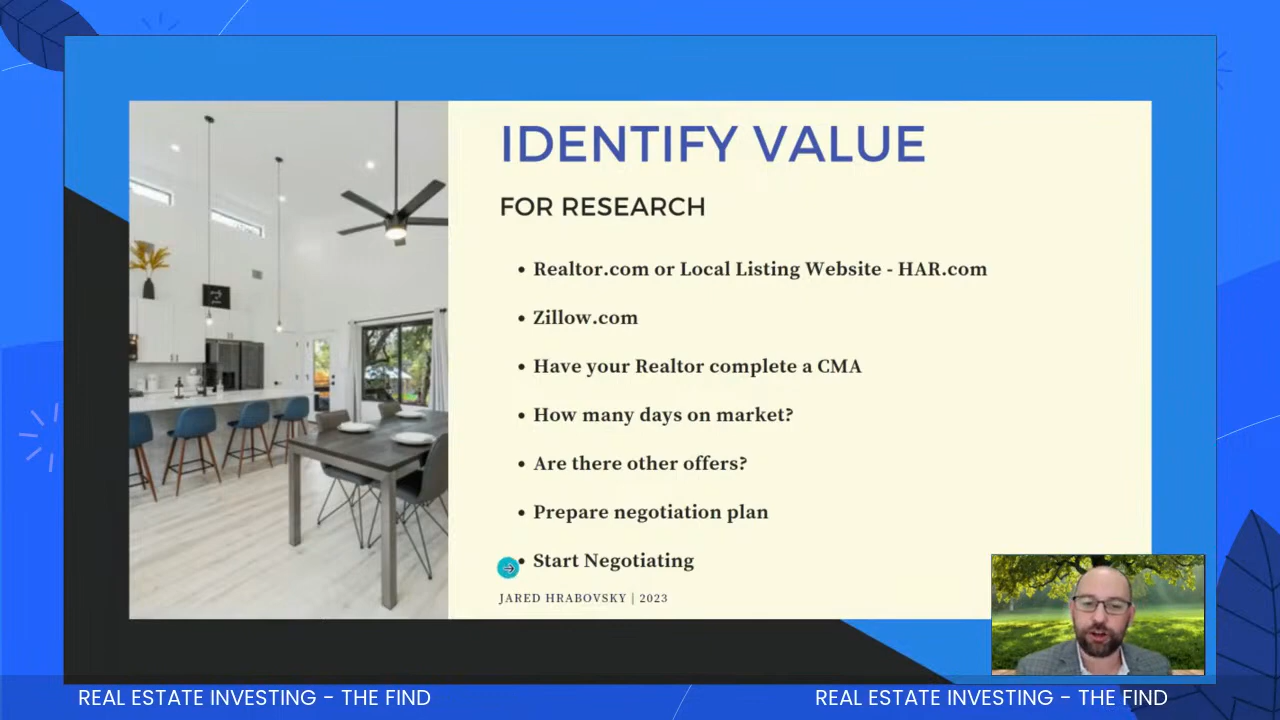 IDENTIFY VALUE
FOR RESEARCH
Realtor.com or Local Listing Website - HAR.com
Zillow.com
Have your Realtor complete a CMA
How many days on market?
Are there other offers?
Prepare negotiation plan
Start Negotiating
JARED HRABOVSKY | 2023
REAL ESTATE INVESTING - THE FIND
REAL ESTATE INVESTING - THE FIND